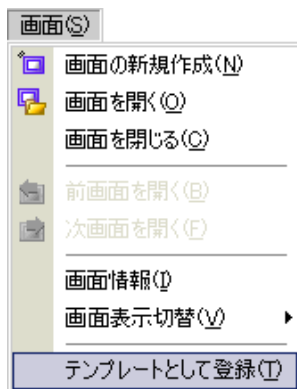 画面(S)
画面の新規作成(N)
画面を開く(O)
画面を閉じる(C)
前画面を開く(B)
次画面を開く(F)
画面情報(I)
画面表示切替(V)
テンプレートとして登録(T)